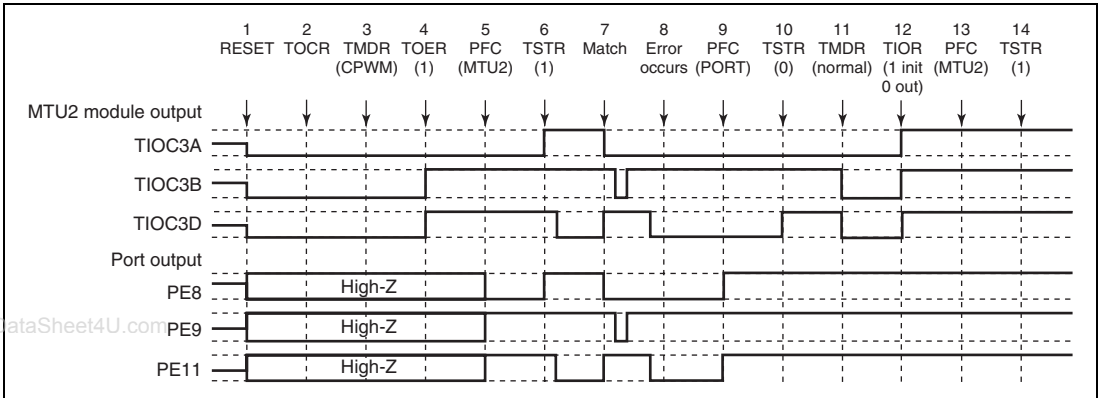 1 2 3 4 5 6 7 8 9 10 11 12 13 14
RESET TOCR TMDR TOER PFC TSTR Match Error PFC TSTR TMDR TIOR PFC TSTR
(CPWM) (1) (MTU2) (1) occurs (PORT) (0) (normal) (1 init (MTU2) (1)
0 out)
MTU2 module output
TIOC3A
TIOC3B
TIOC3D
Port output
PE8 High-Z
DataSheet4U.com
PE9 High-Z
PE11 High-Z